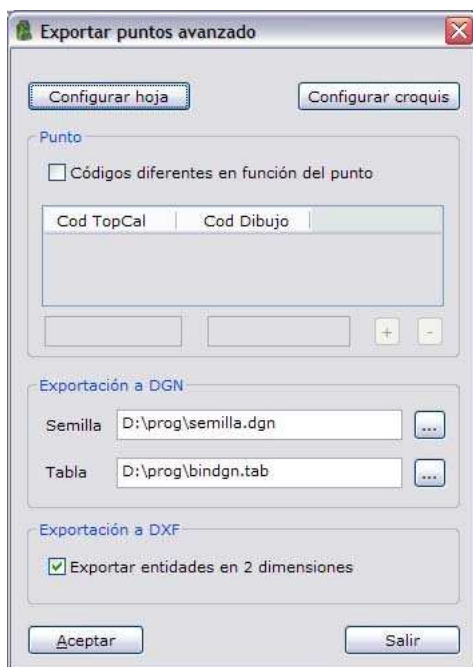 Exportar puntos avanzado
Configurar hoja Configurar croquis
Punto
Códigos diferentes en función del punto
Cod TopCal Cod Dibujo
+ -
Exportación a DGN
Semilla D:\prog\semilla.dgn ...
Tabla D:\prog\bindgn.tab ...
Exportación a DXF
Exportar entidades en 2 dimensiones
Aceptar Salir